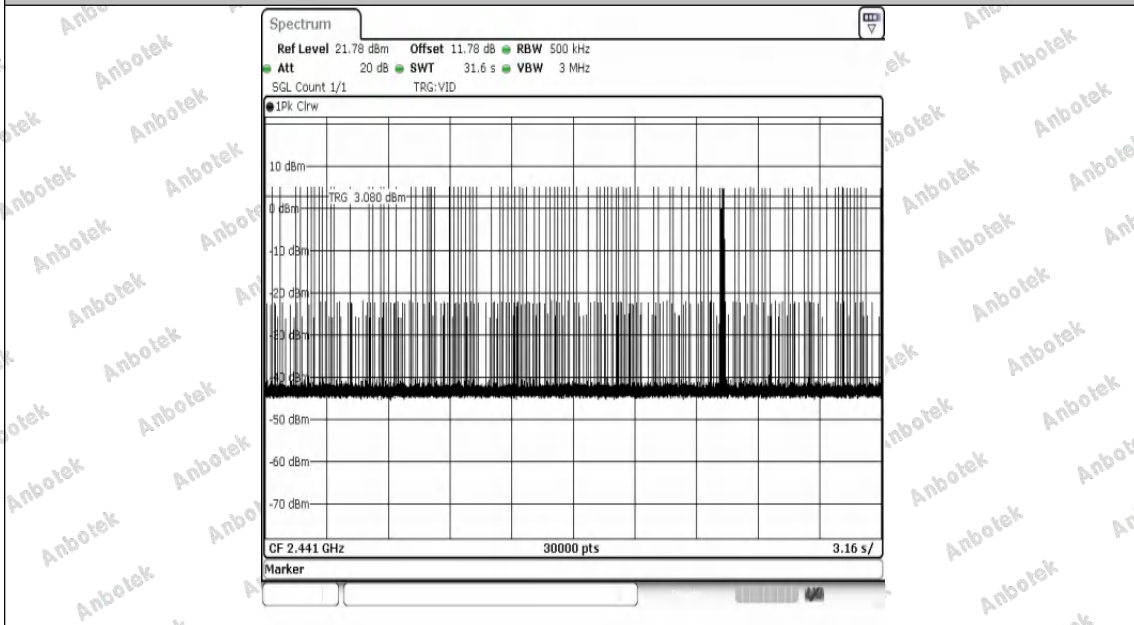 Spectrum
Ref Level 21.78 dBm Offset 11.78 dB RBW 500 kHz
Att 20 dB SWT 31.6 s VBW 3 MHz
SGL Count 1/1 TRG:VID
1Pk Clrw
10 dBm
TRG 3.080 dBm
0 dBm
-10 dBm
-20 dBm
-30 dBm
-40 dBm
-50 dBm
-60 dBm
-70 dBm
CF 2.441 GHz 30000 pts 3.16 s/
Marker
Anbotek